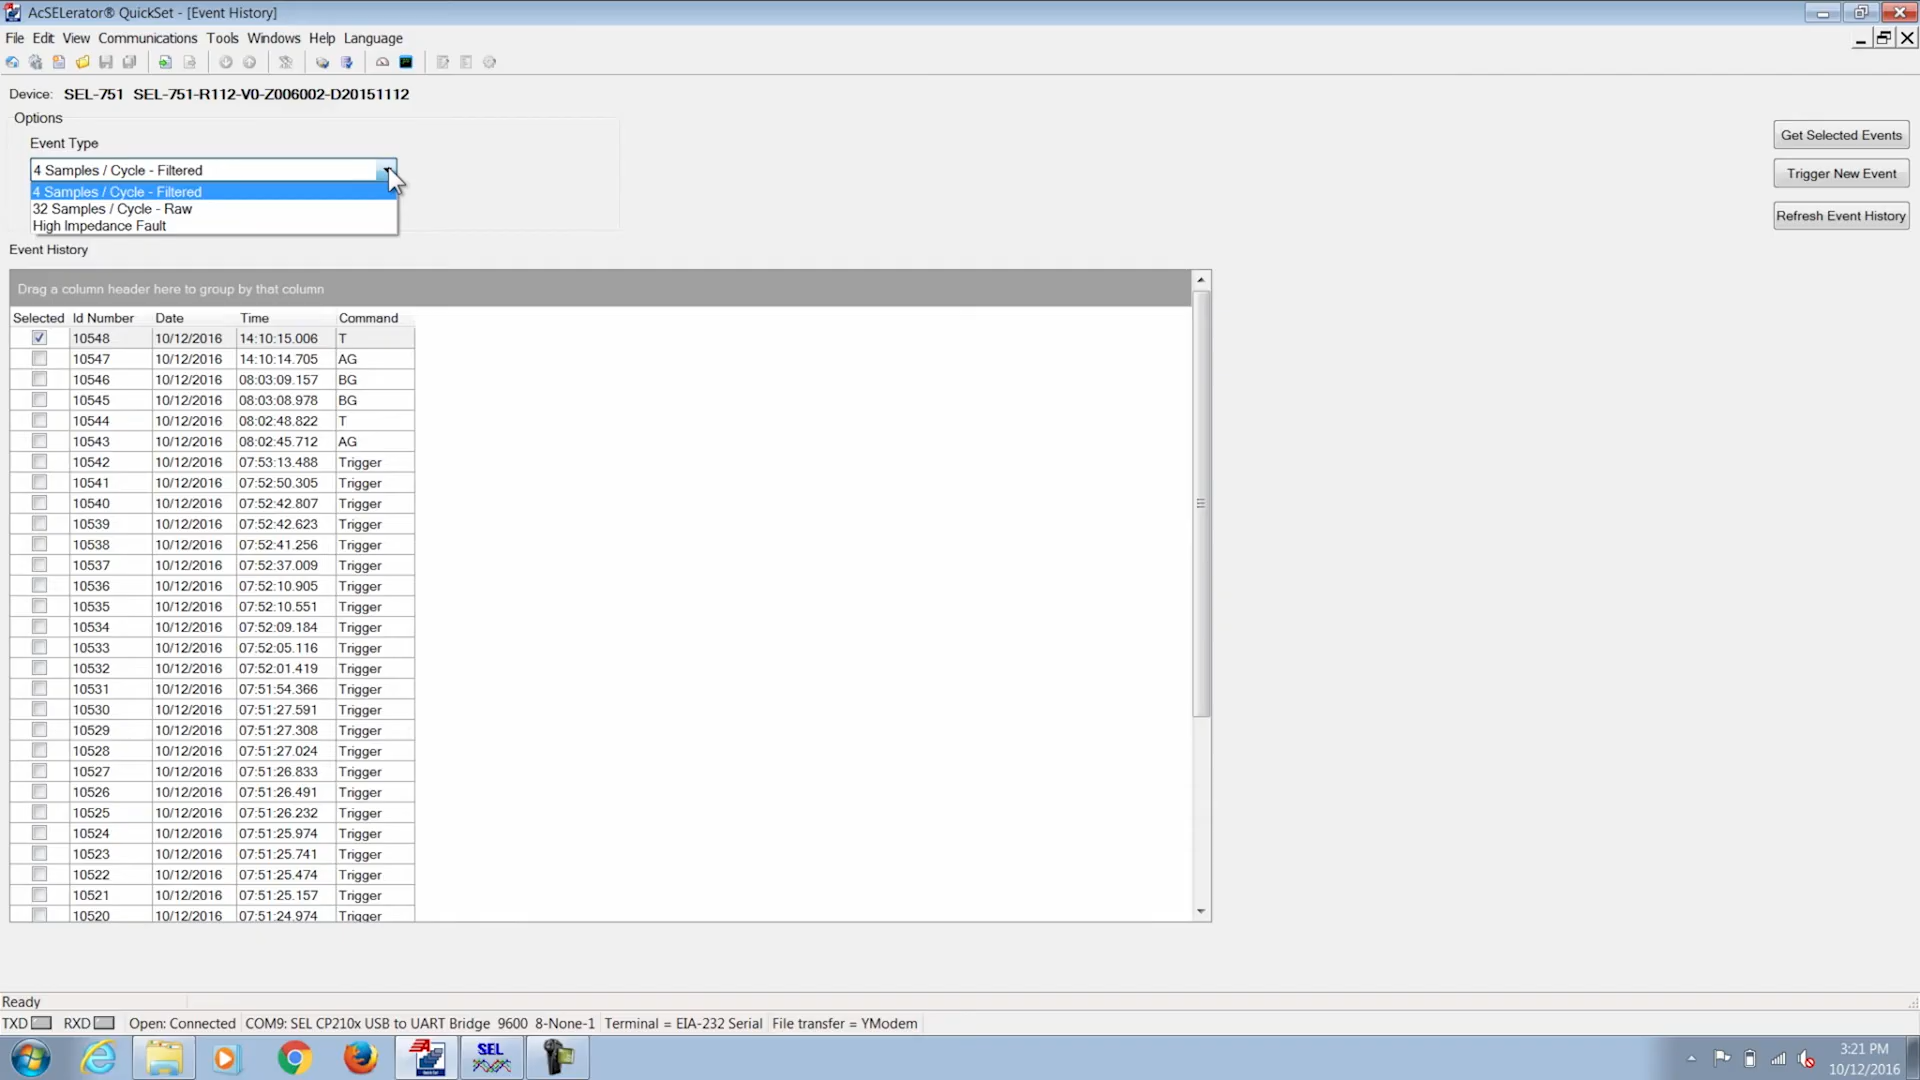 AcSELerator® QuickSet - [Event History]
File Edit View Communications Tools Windows Help Language
Device: SEL-751 SEL-751-R112-V0-Z006002-D20151112
Options
Event Type
4 Samples / Cycle - Filtered
4 Samples / Cycle - Filtered
32 Samples / Cycle - Raw
High Impedance Fault
Get Selected Events
Trigger New Event
Refresh Event History
Event History
Drag a column header here to group by that column
Selected Id Number Date Time Command
10548 10/12/2016 14:10:15.006 T
10547 10/12/2016 14:10:14.705 AG
10546 10/12/2016 08:03:09.157 BG
10545 10/12/2016 08:03:08.978 BG
10544 10/12/2016 08:02:48.822 T
10543 10/12/2016 08:02:45.712 AG
10542 10/12/2016 07:53:13.488 Trigger
10541 10/12/2016 07:52:50.305 Trigger
10540 10/12/2016 07:52:42.807 Trigger
10539 10/12/2016 07:52:42.623 Trigger
10538 10/12/2016 07:52:41.256 Trigger
10537 10/12/2016 07:52:37.009 Trigger
10536 10/12/2016 07:52:10.905 Trigger
10535 10/12/2016 07:52:10.551 Trigger
10534 10/12/2016 07:52:09.184 Trigger
10533 10/12/2016 07:52:05.116 Trigger
10532 10/12/2016 07:52:01.419 Trigger
10531 10/12/2016 07:51:54.366 Trigger
10530 10/12/2016 07:51:27.591 Trigger
10529 10/12/2016 07:51:27.308 Trigger
10528 10/12/2016 07:51:27.024 Trigger
10527 10/12/2016 07:51:26.833 Trigger
10526 10/12/2016 07:51:26.491 Trigger
10525 10/12/2016 07:51:26.232 Trigger
10524 10/12/2016 07:51:25.974 Trigger
10523 10/12/2016 07:51:25.741 Trigger
10522 10/12/2016 07:51:25.474 Trigger
10521 10/12/2016 07:51:25.157 Trigger
10520 10/12/2016 07:51:24.974 Trigger
Ready
TXD RXD Open: Connected COM9: SEL CP210x USB to UART Bridge 9600 8-None-1 Terminal = EIA-232 Serial File transfer = YModem
SEL
3:21 PM
10/12/2016